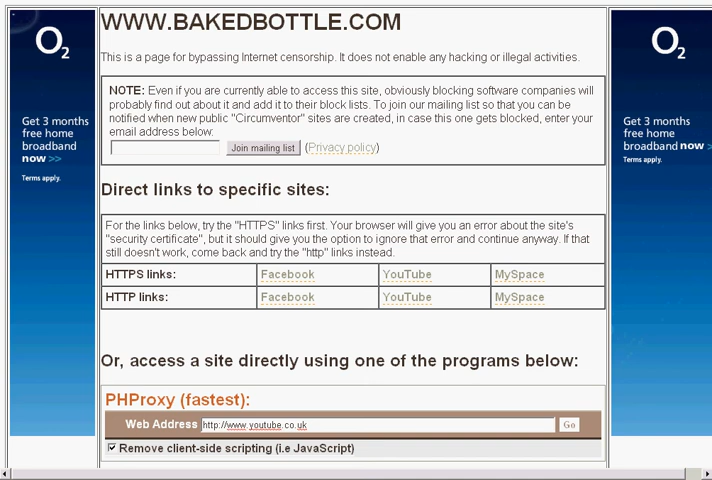 WWW.BAKEDBOTTLE.COM
This is a page for bypassing Internet censorship. It does not enable any hacking or illegal activities.
NOTE: Even if you are currently able to access this site, obviously blocking software companies will
probably find out about it and add it to their block lists. To join our mailing list so that you can be
notified when new public "Circumventor" sites are created, in case this one gets blocked, enter your
email address below:
Join mailing list (Privacy policy)
Direct links to specific sites:
For the links below, try the "HTTPS" links first. Your browser will give you an error about the site's
"security certificate", but it should give you the option to ignore that error and continue anyway. If that
still doesn't work, come back and try the "http" links instead.
HTTPS links: Facebook YouTube MySpace
HTTP links: Facebook YouTube MySpace
Or, access a site directly using one of the programs below:
PHProxy (fastest):
Web Address http://www.youtube.co.uk Go
Remove client-side scripting (i.e JavaScript)
O2
Get 3 months
free home
broadband
now >>
Terms apply.
O2
Get 3 months
free home
broadband now >
Terms apply.